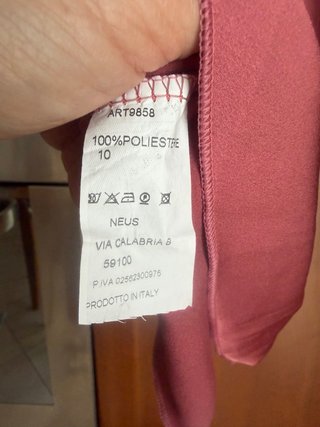 ART9858
100%POLIESTERE
10
NEUS
VIA CALABRIA 8
59100
P.IVA 02562300975
PRODOTTO IN ITALY